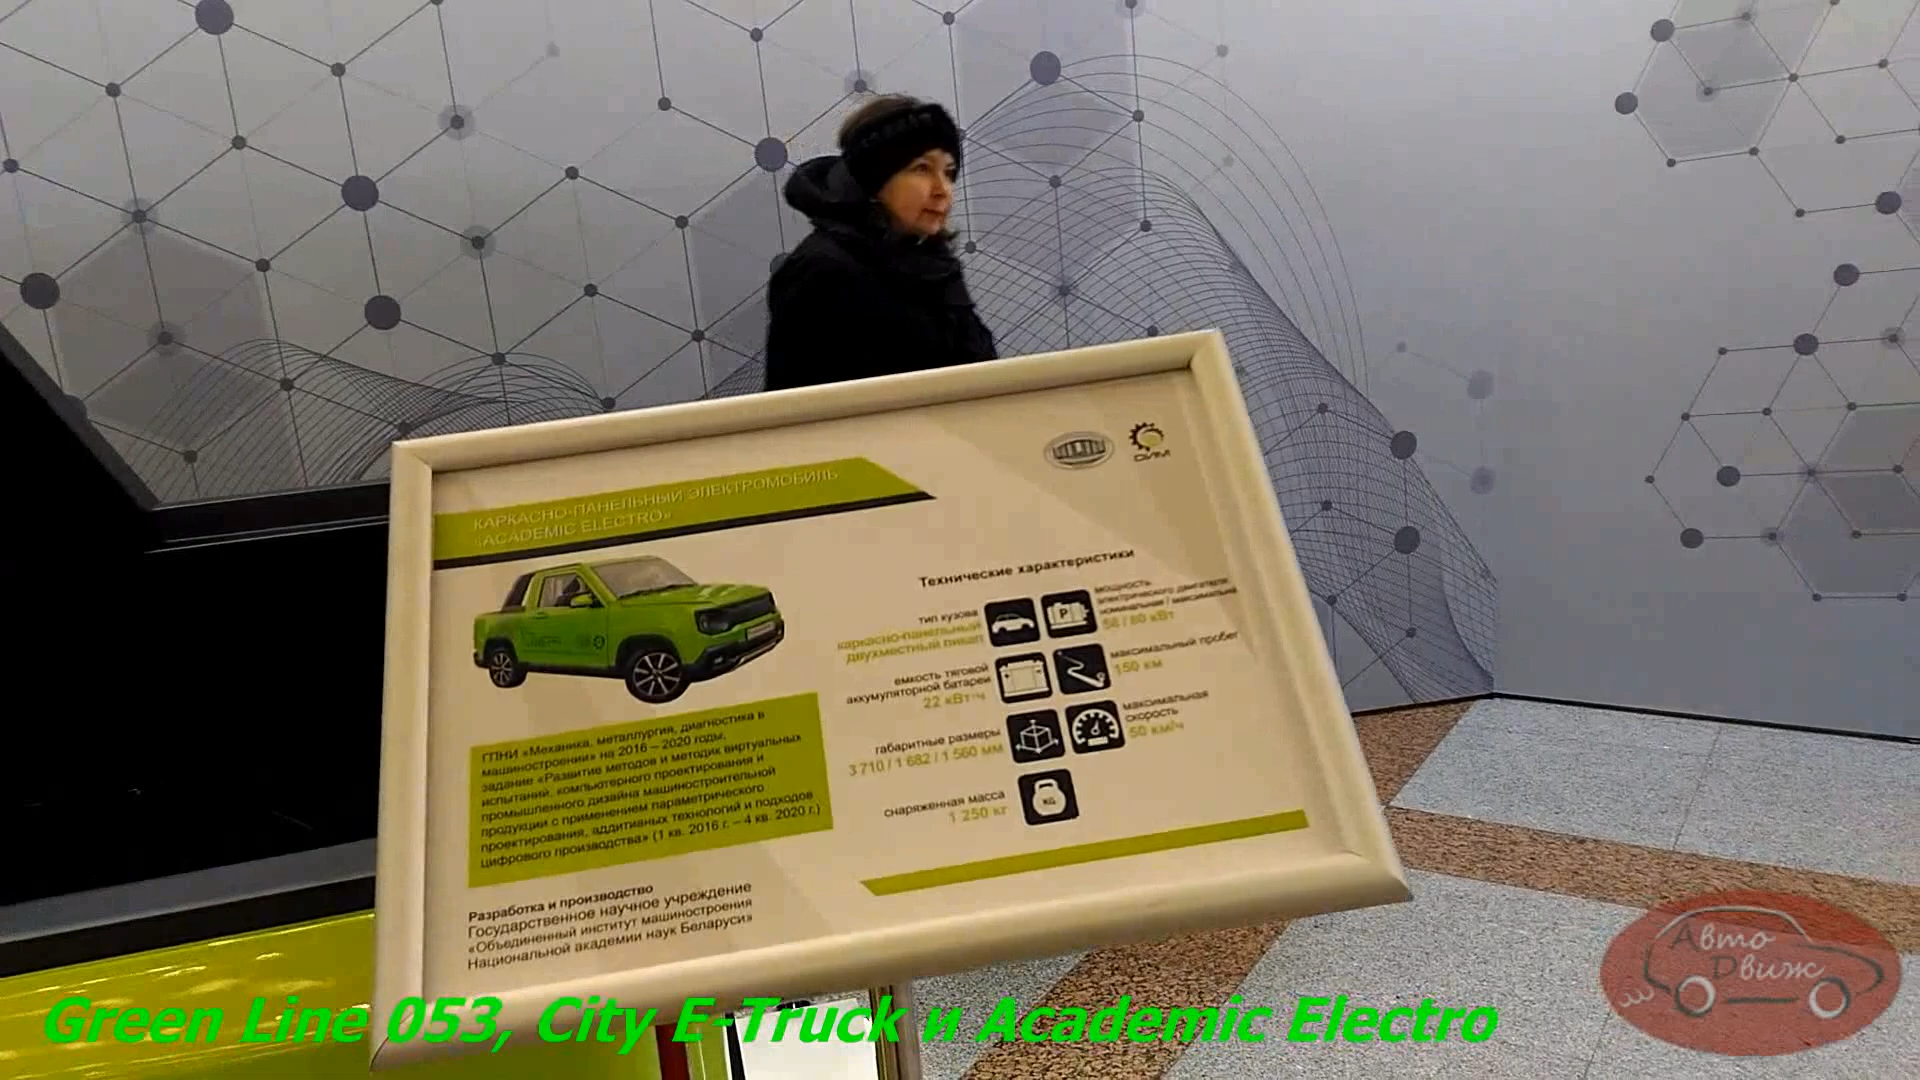 КАРКАСНО-ПАНЕЛЬНЫЙ ЭЛЕКТРОМОБИЛЬ
«ACADEMIC ELECTRO»
ОИМ
Технические характеристики
тип кузова
каркасно-панельный
двухместный пикап
мощность
электрического двигателя
номинальная / максимальная
58 / 80 кВт
емкость тяговой
аккумуляторной батареи
22 кВт·ч
максимальный пробег
150 км
габаритные размеры
3 710 / 1 682 / 1 560 мм
максимальная
скорость
50 км/ч
снаряженная масса
1 250 кг
P
KG
ГПНИ «Механика, металлургия, диагностика в
машиностроении» на 2016 – 2020 годы,
задание «Развитие методов и методик виртуальных
испытаний, компьютерного проектирования и
промышленного дизайна машиностроительной
продукции с применением параметрического
проектирования, аддитивных технологий и подходов
цифрового производства» (1 кв. 2016 г. – 4 кв. 2020 г.)
Разработка и производство
Государственное научное учреждение
«Объединенный институт машиностроения
Национальной академии наук Беларуси»
Green Line 053, City E-Truck и Academic Electro
Авто
Движ